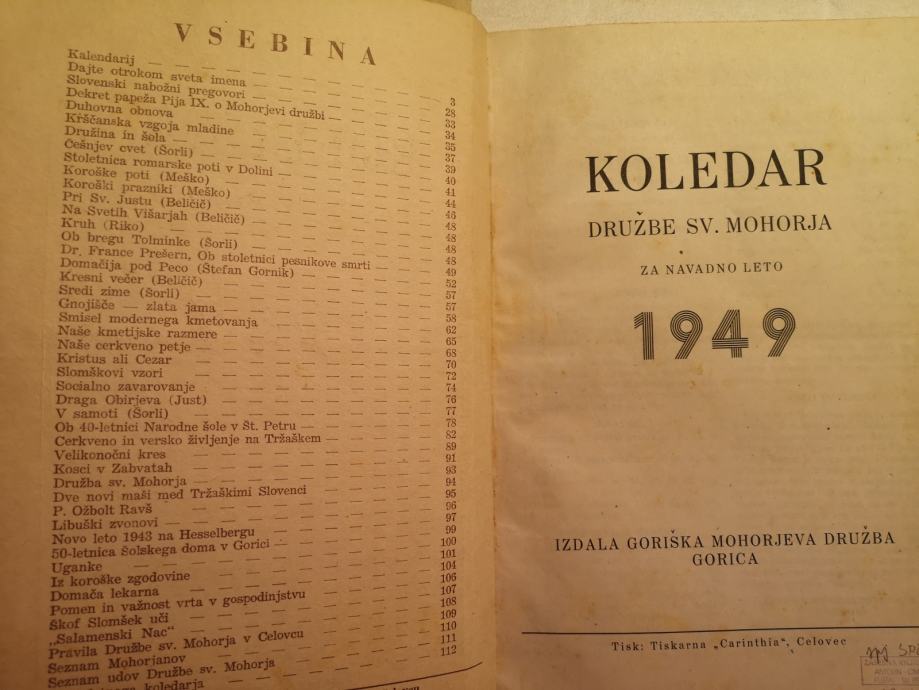 VSEBINA
Kalendarij — 3
Dajte otrokom sveta imena — 28
Slovenski nabožni pregovori — 33
Dekret papeža Pija IX. o Mohorjevi družbi — 34
Duhovna obnova — 35
Krščanska vzgoja mladine — 37
Družina in šola — 39
Češnjev cvet (Šorli) — 40
Stoletnica romarske poti v Dolini — 41
Koroške poti (Meško) — 44
Koroški prazniki (Meško) — 46
Pri Sv. Justu (Beličič) — 48
Na Svetih Višarjah (Beličič) — 48
Kruh (Riko) — 48
Ob bregu Tolminke (Šorli) — 49
Dr. France Prešern, Ob stoletnici pesnikove smrti — 52
Domačija pod Peco (Štefan Gornik) — 57
Kresni večer (Beličič) — 57
Sredi zime (Šorli) — 58
Gnojišče — zlata jama — 62
Smisel modernega kmetovanja — 65
Naše kmetijske razmere — 68
Naše cerkveno petje — 70
Kristus ali Cezar — 72
Slomškovi vzori — 74
Socialno zavarovanje — 76
Draga Obirjeva (Just) — 77
V samoti (Šorli) — 78
Ob 40-letnici Narodne šole v Št. Petru — 82
Cerkveno in versko življenje na Tržaškem — 89
Velikonočni kres — 91
Kosci v Zabvatah — 93
Družba sv. Mohorja — 94
Dve novi maši med Tržaškimi Slovenci — 95
P. Ožbolt Ravš — 96
Libuški zvonovi — 97
Novo leto 1943 na Hesselbergu — 99
50-letnica šolskega doma v Gorici — 100
Uganke — 101
Iz koroške zgodovine — 104
Domača lekarna — 106
Pomen in važnost vrta v gospodinjstvu — 107
Škof Slomšek uči — 108
„Salamenski Nac" — 109
Pravila Družbe sv. Mohorja v Celovcu — 110
Seznam Mohorjanov — 111
Seznam udov Družbe sv. Mohorja — 112
koledarja
KOLEDAR
DRUŽBE SV. MOHORJA
ZA NAVADNO LETO
1949
IZDALA GORIŠKA MOHORJEVA DRUŽBA
GORICA
Tisk: Tiskarna „Carinthia", Celovec